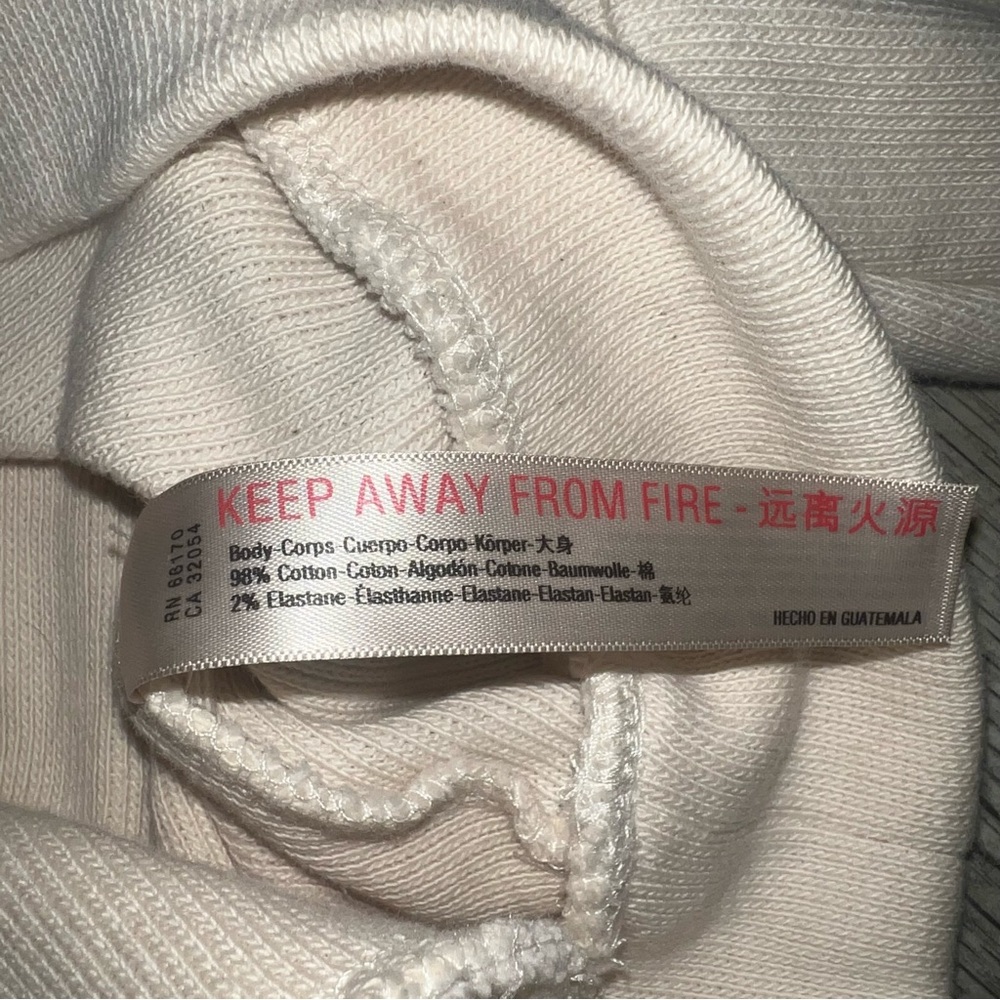 KEEP AWAY FROM FIRE - 远离火源
Body-Corps-Cuerpo-Corpo-Körper-大身
98% Cotton-Coton-Algodón-Cotone-Baumwolle-棉
2% Elastane-Élasthanne-Elastane-Elastan-Elastan-氨纶
HECHO EN GUATEMALA
RN 66170
CA 32054